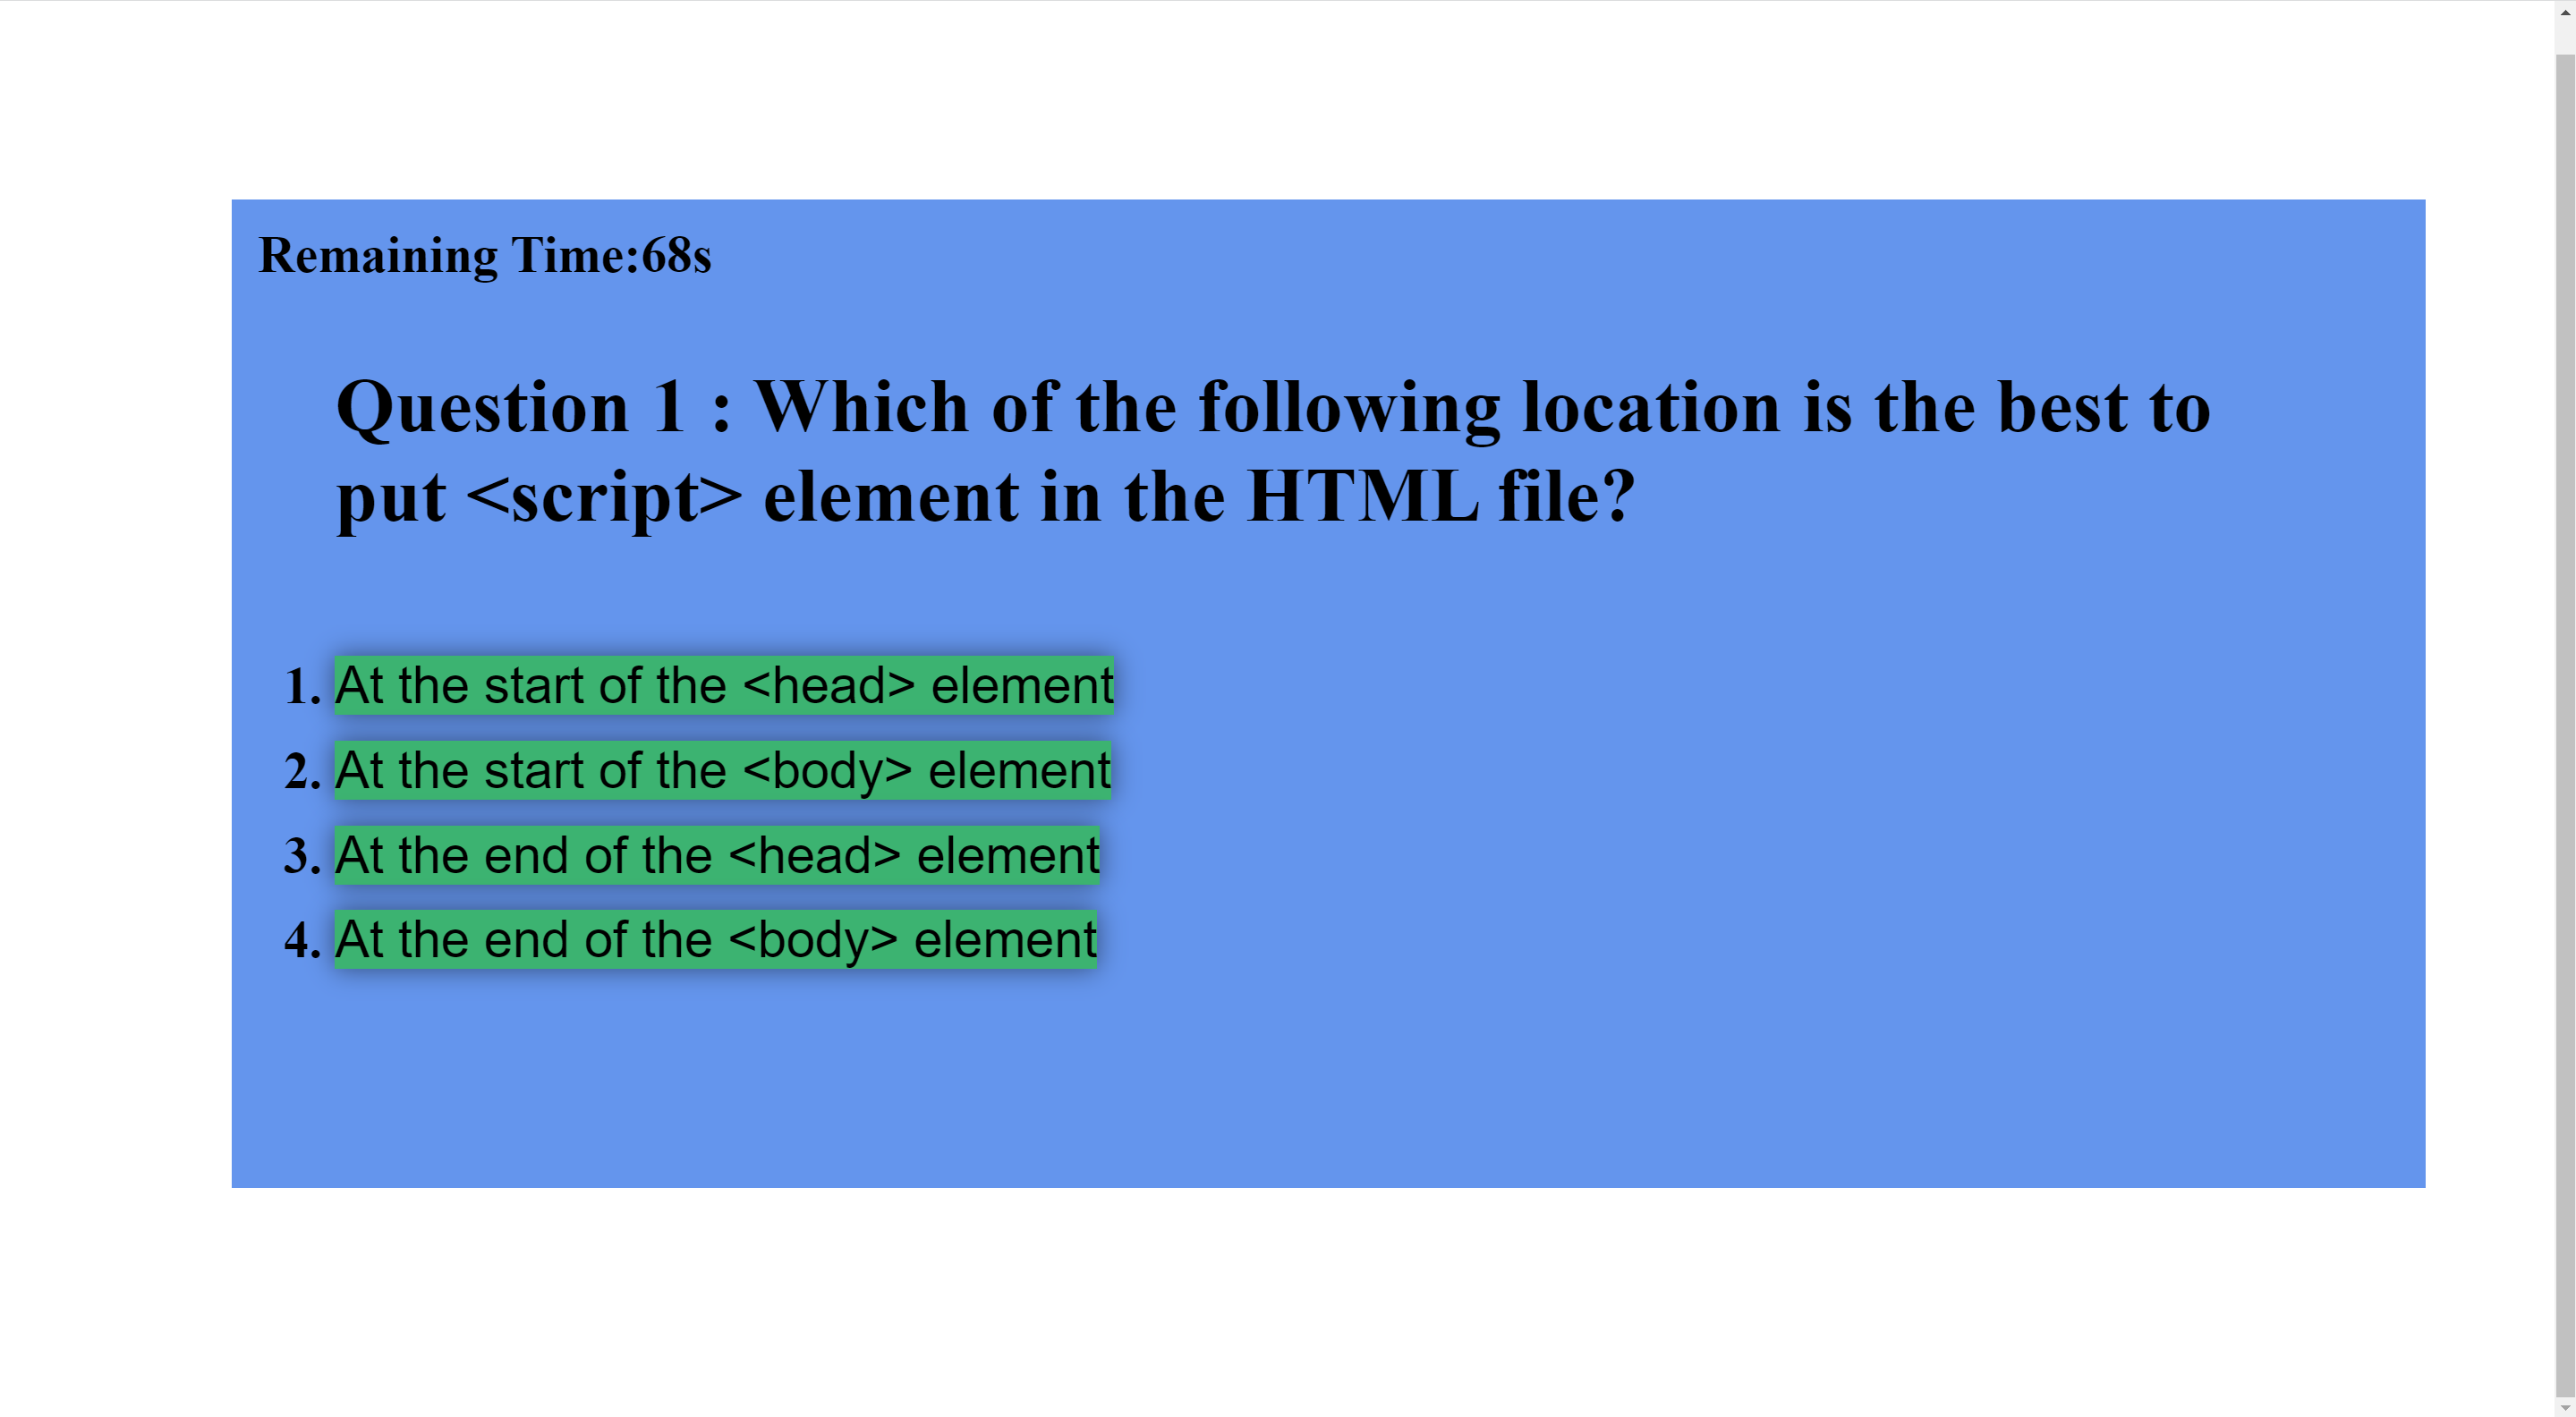 Remaining Time:68s
Question 1 : Which of the following location is the best to
put <script> element in the HTML file?
1. At the start of the <head> element
2. At the start of the <body> element
3. At the end of the <head> element
4. At the end of the <body> element